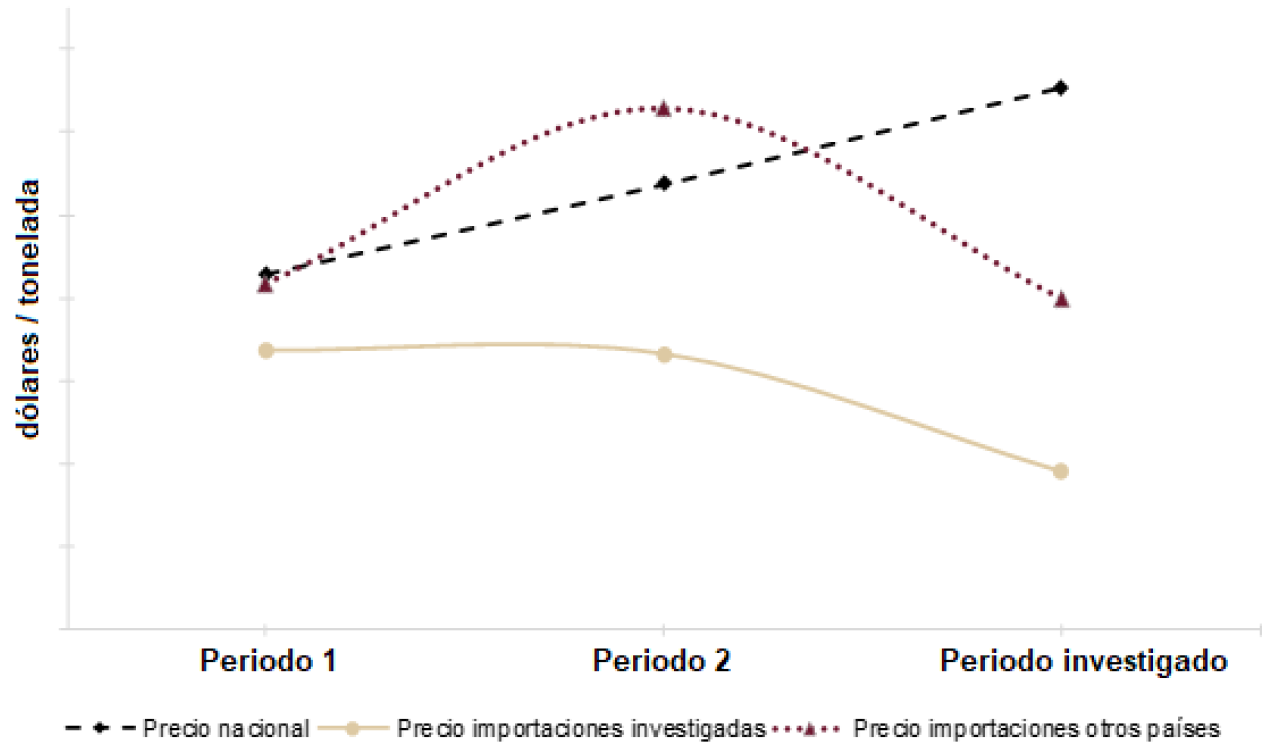 dólares / tonelada
Periodo 1
Periodo 2
Periodo investigado
Precio nacional
Precio importaciones investigadas
Precio importaciones otros países